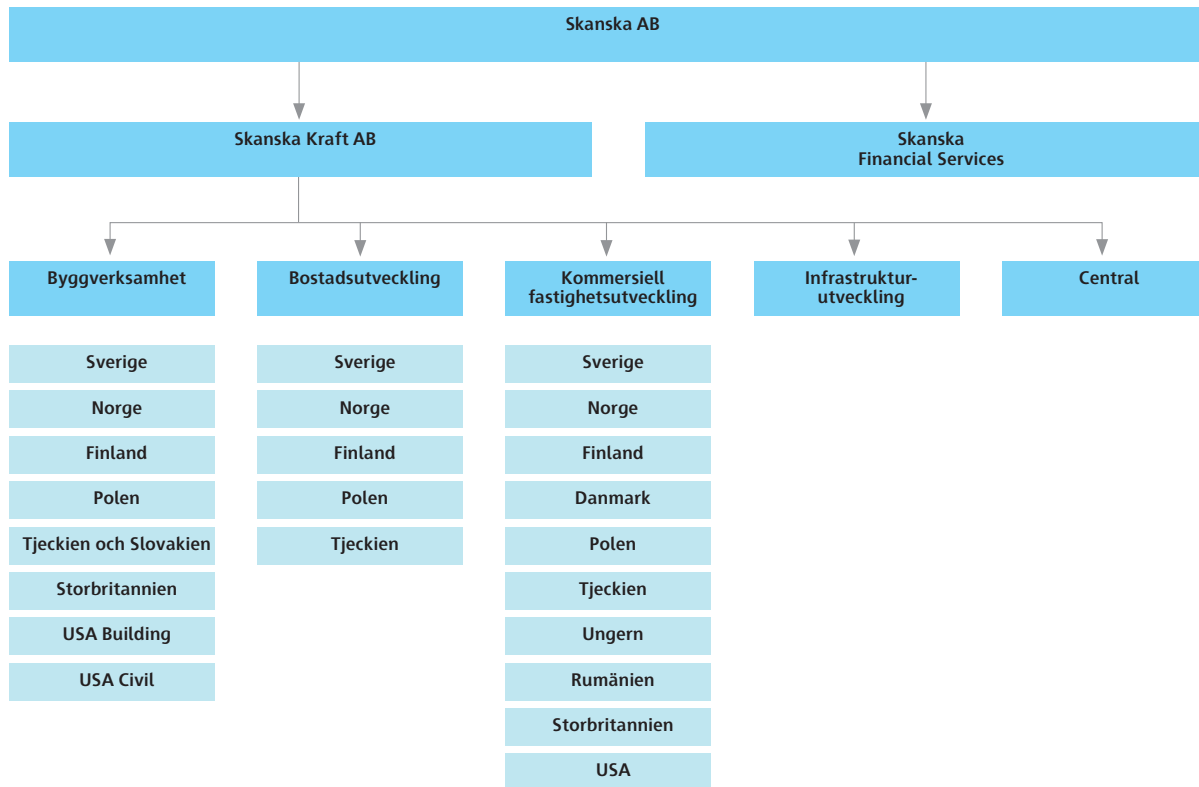 Skanska AB
Skanska Kraft AB
Skanska
Financial Services
Byggverksamhet
Sverige
Norge
Finland
Polen
Tjeckien och Slovakien
Storbritannien
USA Building
USA Civil
Bostadsutveckling
Sverige
Norge
Finland
Polen
Tjeckien
Kommersiell
fastighetsutveckling
Sverige
Norge
Finland
Danmark
Polen
Tjeckien
Ungern
Rumänien
Storbritannien
USA
Infrastruktur-
utveckling
Central